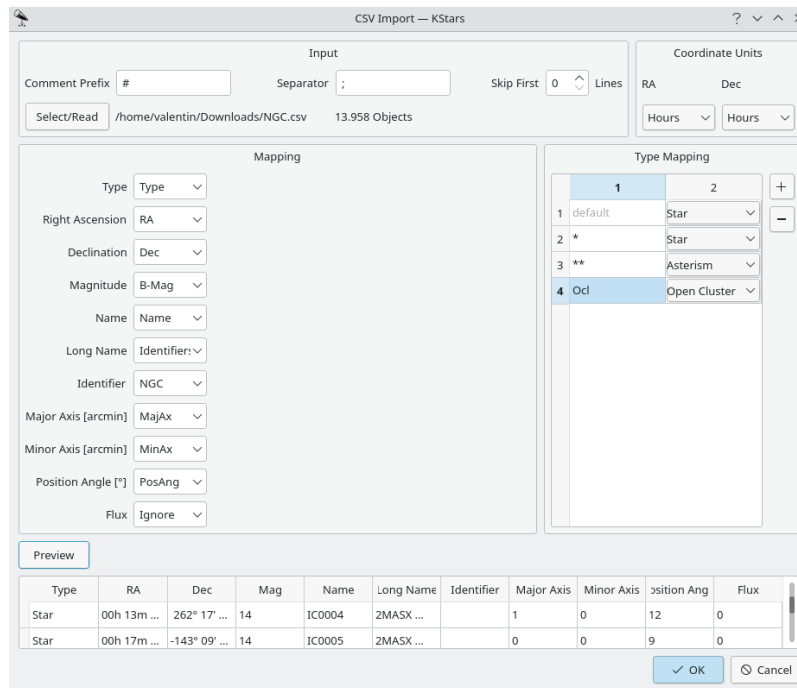 CSV Import — KStars
Input
Coordinate Units
Comment Prefix #
Separator ;
Skip First 0 Lines
RA Dec
Select/Read /home/valentin/Downloads/NGC.csv 13.958 Objects
Hours Hours
Mapping
Type Type
Right Ascension RA
Declination Dec
Magnitude B-Mag
Name Name
Long Name Identifiers
Identifier NGC
Major Axis [arcmin] MajAx
Minor Axis [arcmin] MinAx
Position Angle [°] PosAng
Flux Ignore
Type Mapping
1 2
1 default Star
2 * Star
3 ** Asterism
4 Ocl Open Cluster
+
−
Preview
Type RA Dec Mag Name Long Name Identifier Major Axis Minor Axis osition Ang Flux
Star 00h 13m ... 262° 17' ... 14 IC0004 2MASX ... 1 0 12 0
Star 00h 17m ... -143° 09' ... 14 IC0005 2MASX ... 0 0 9 0
OK Cancel